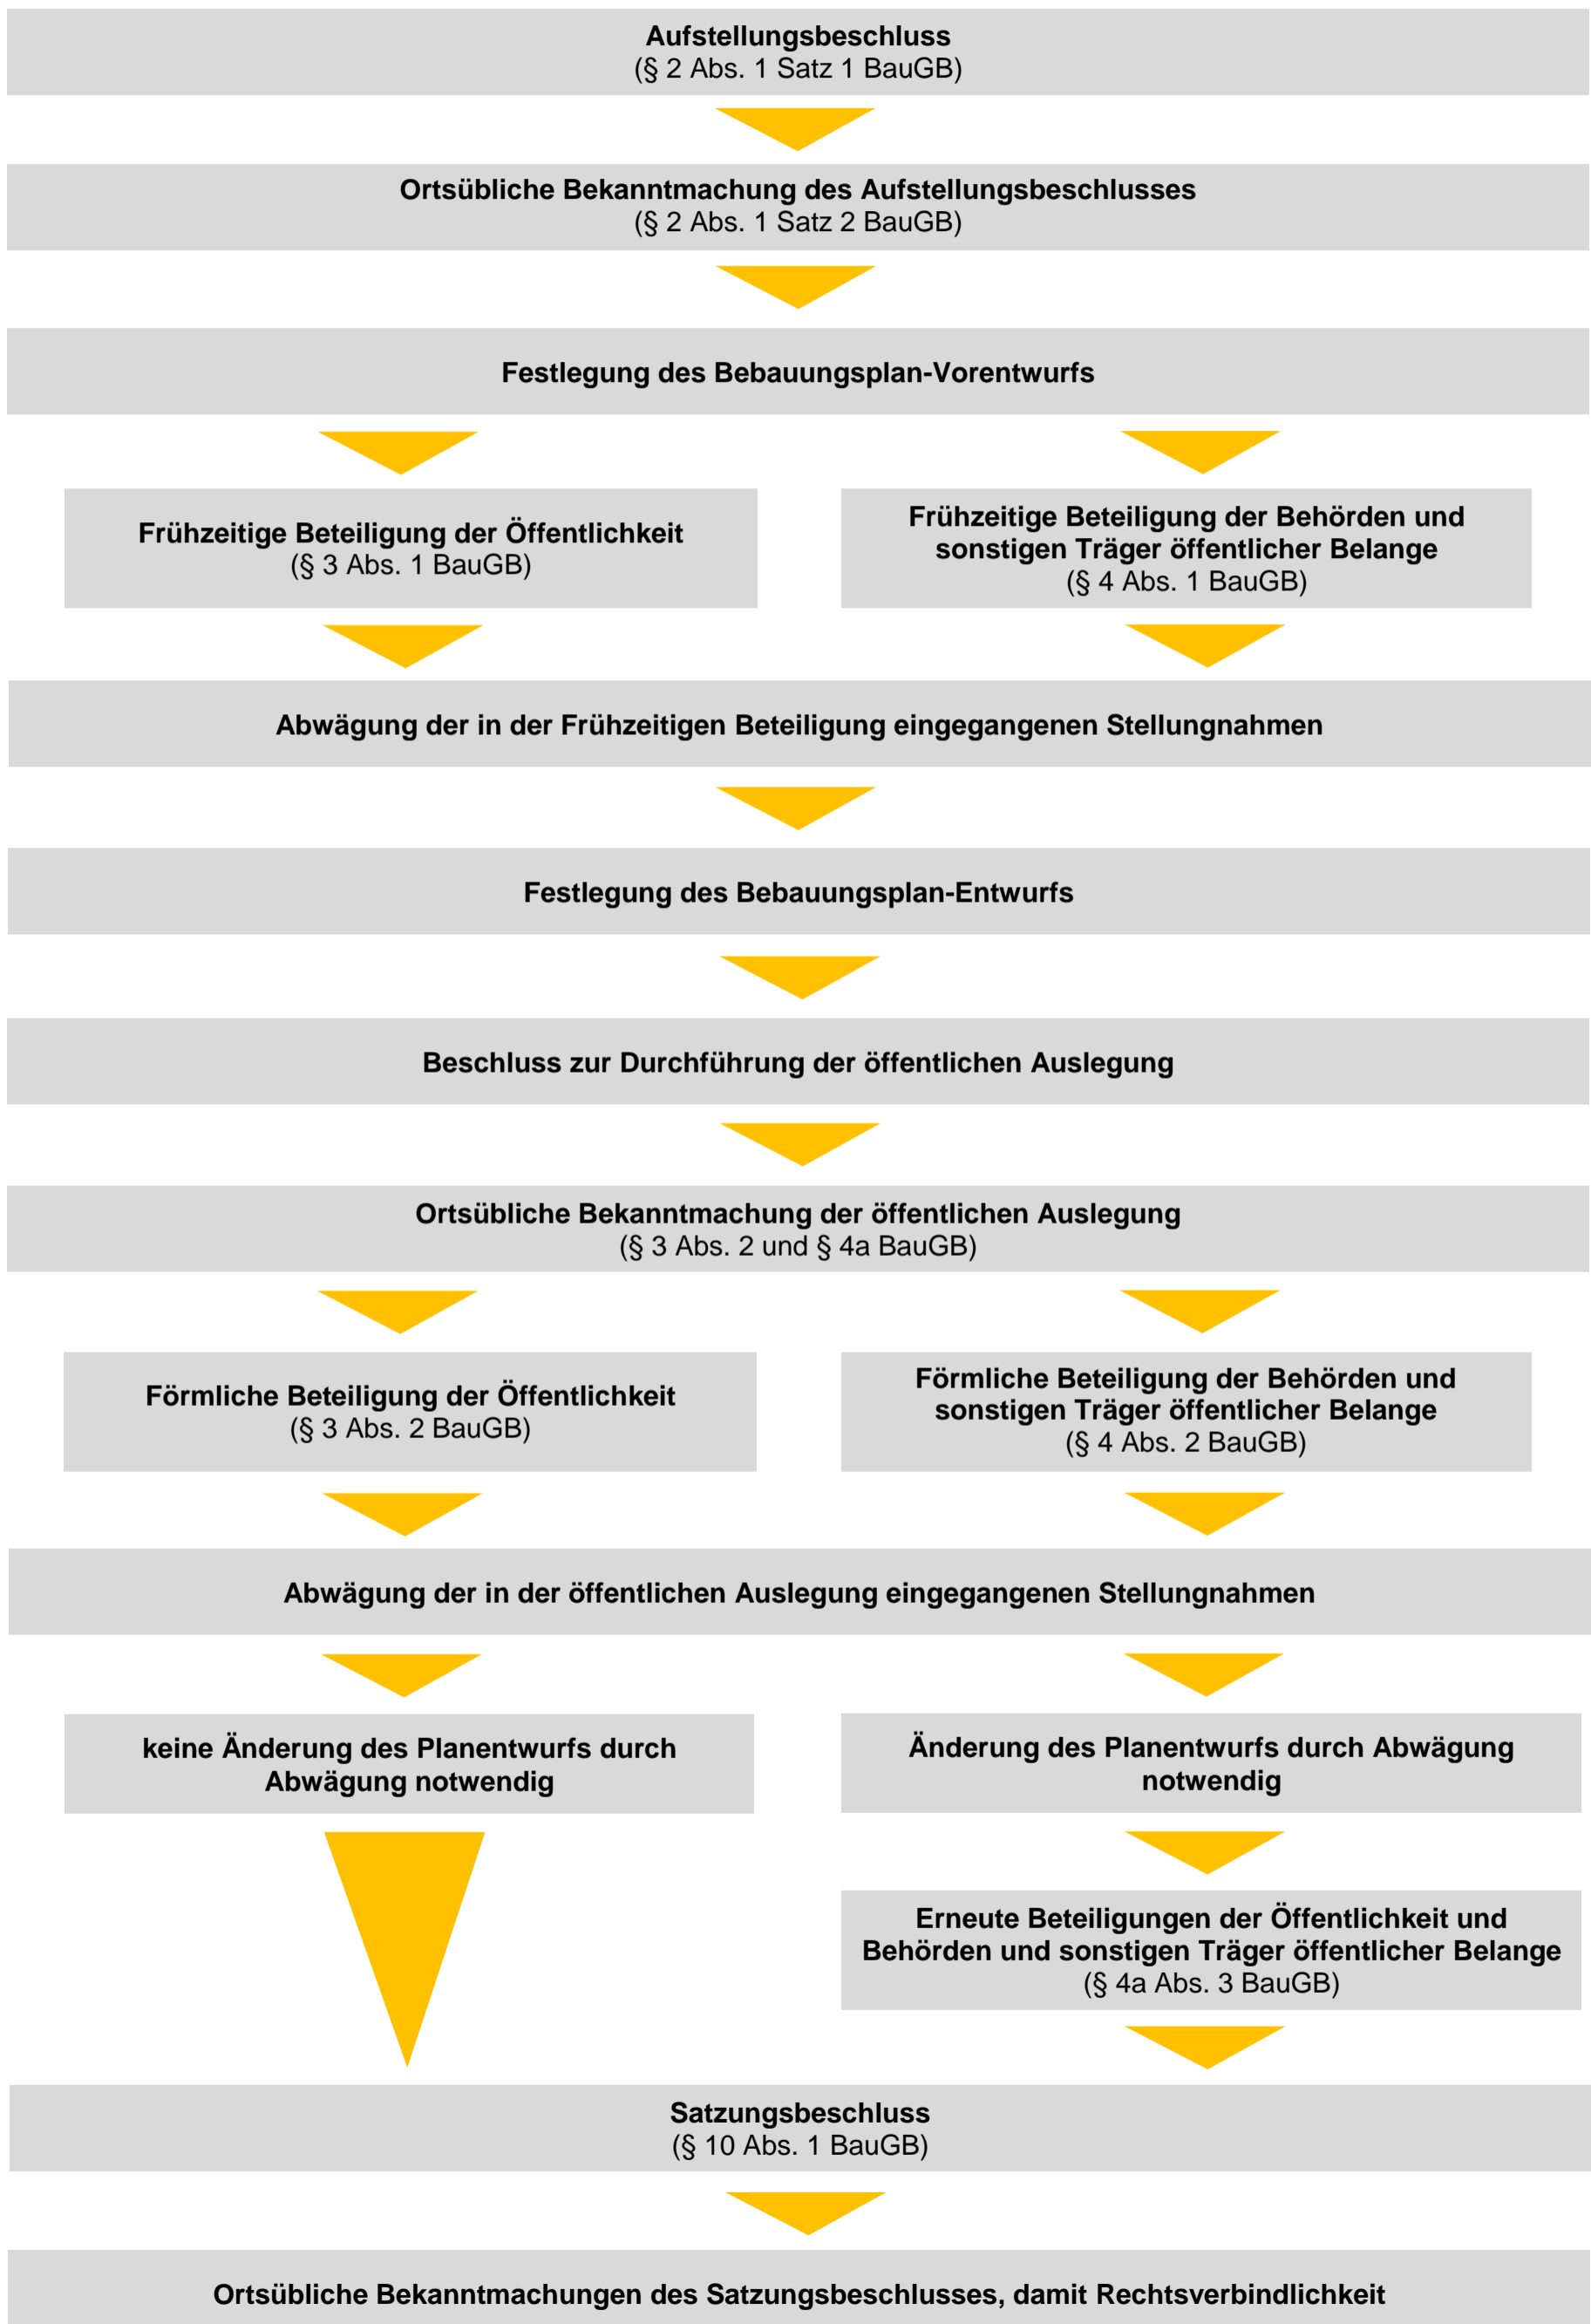 Aufstellungsbeschluss
(§ 2 Abs. 1 Satz 1 BauGB)
Ortsübliche Bekanntmachung des Aufstellungsbeschlusses
(§ 2 Abs. 1 Satz 2 BauGB)
Festlegung des Bebauungsplan-Vorentwurfs
Frühzeitige Beteiligung der Öffentlichkeit
(§ 3 Abs. 1 BauGB)
Frühzeitige Beteiligung der Behörden und
sonstigen Träger öffentlicher Belange
(§ 4 Abs. 1 BauGB)
Abwägung der in der Frühzeitigen Beteiligung eingegangenen Stellungnahmen
Festlegung des Bebauungsplan-Entwurfs
Beschluss zur Durchführung der öffentlichen Auslegung
Ortsübliche Bekanntmachung der öffentlichen Auslegung
(§ 3 Abs. 2 und § 4a BauGB)
Förmliche Beteiligung der Öffentlichkeit
(§ 3 Abs. 2 BauGB)
Förmliche Beteiligung der Behörden und
sonstigen Träger öffentlicher Belange
(§ 4 Abs. 2 BauGB)
Abwägung der in der öffentlichen Auslegung eingegangenen Stellungnahmen
keine Änderung des Planentwurfs durch
Abwägung notwendig
Änderung des Planentwurfs durch Abwägung
notwendig
Erneute Beteiligungen der Öffentlichkeit und
Behörden und sonstigen Träger öffentlicher Belange
(§ 4a Abs. 3 BauGB)
Satzungsbeschluss
(§ 10 Abs. 1 BauGB)
Ortsübliche Bekanntmachungen des Satzungsbeschlusses, damit Rechtsverbindlichkeit